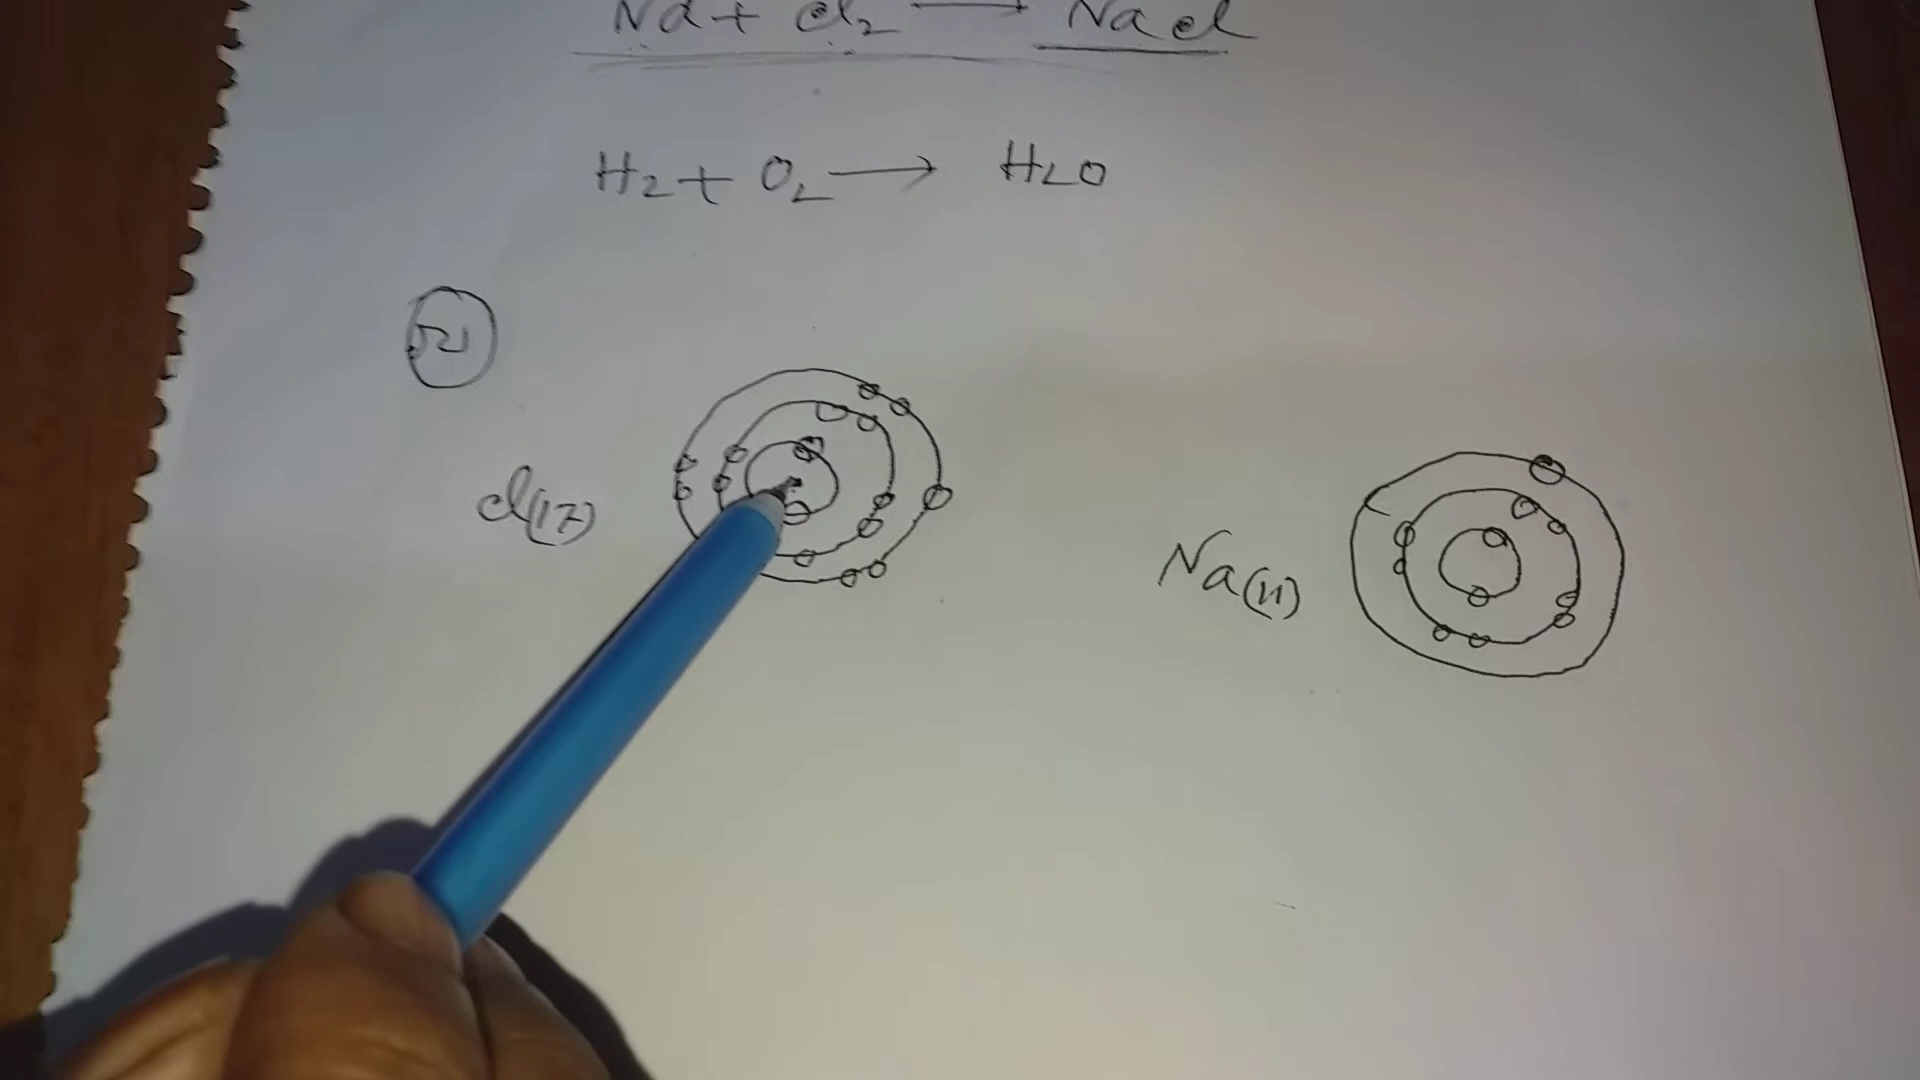 Na + Cl2 → NaCl
H2 + O2 → H2O
Cl(17)
Na(11)